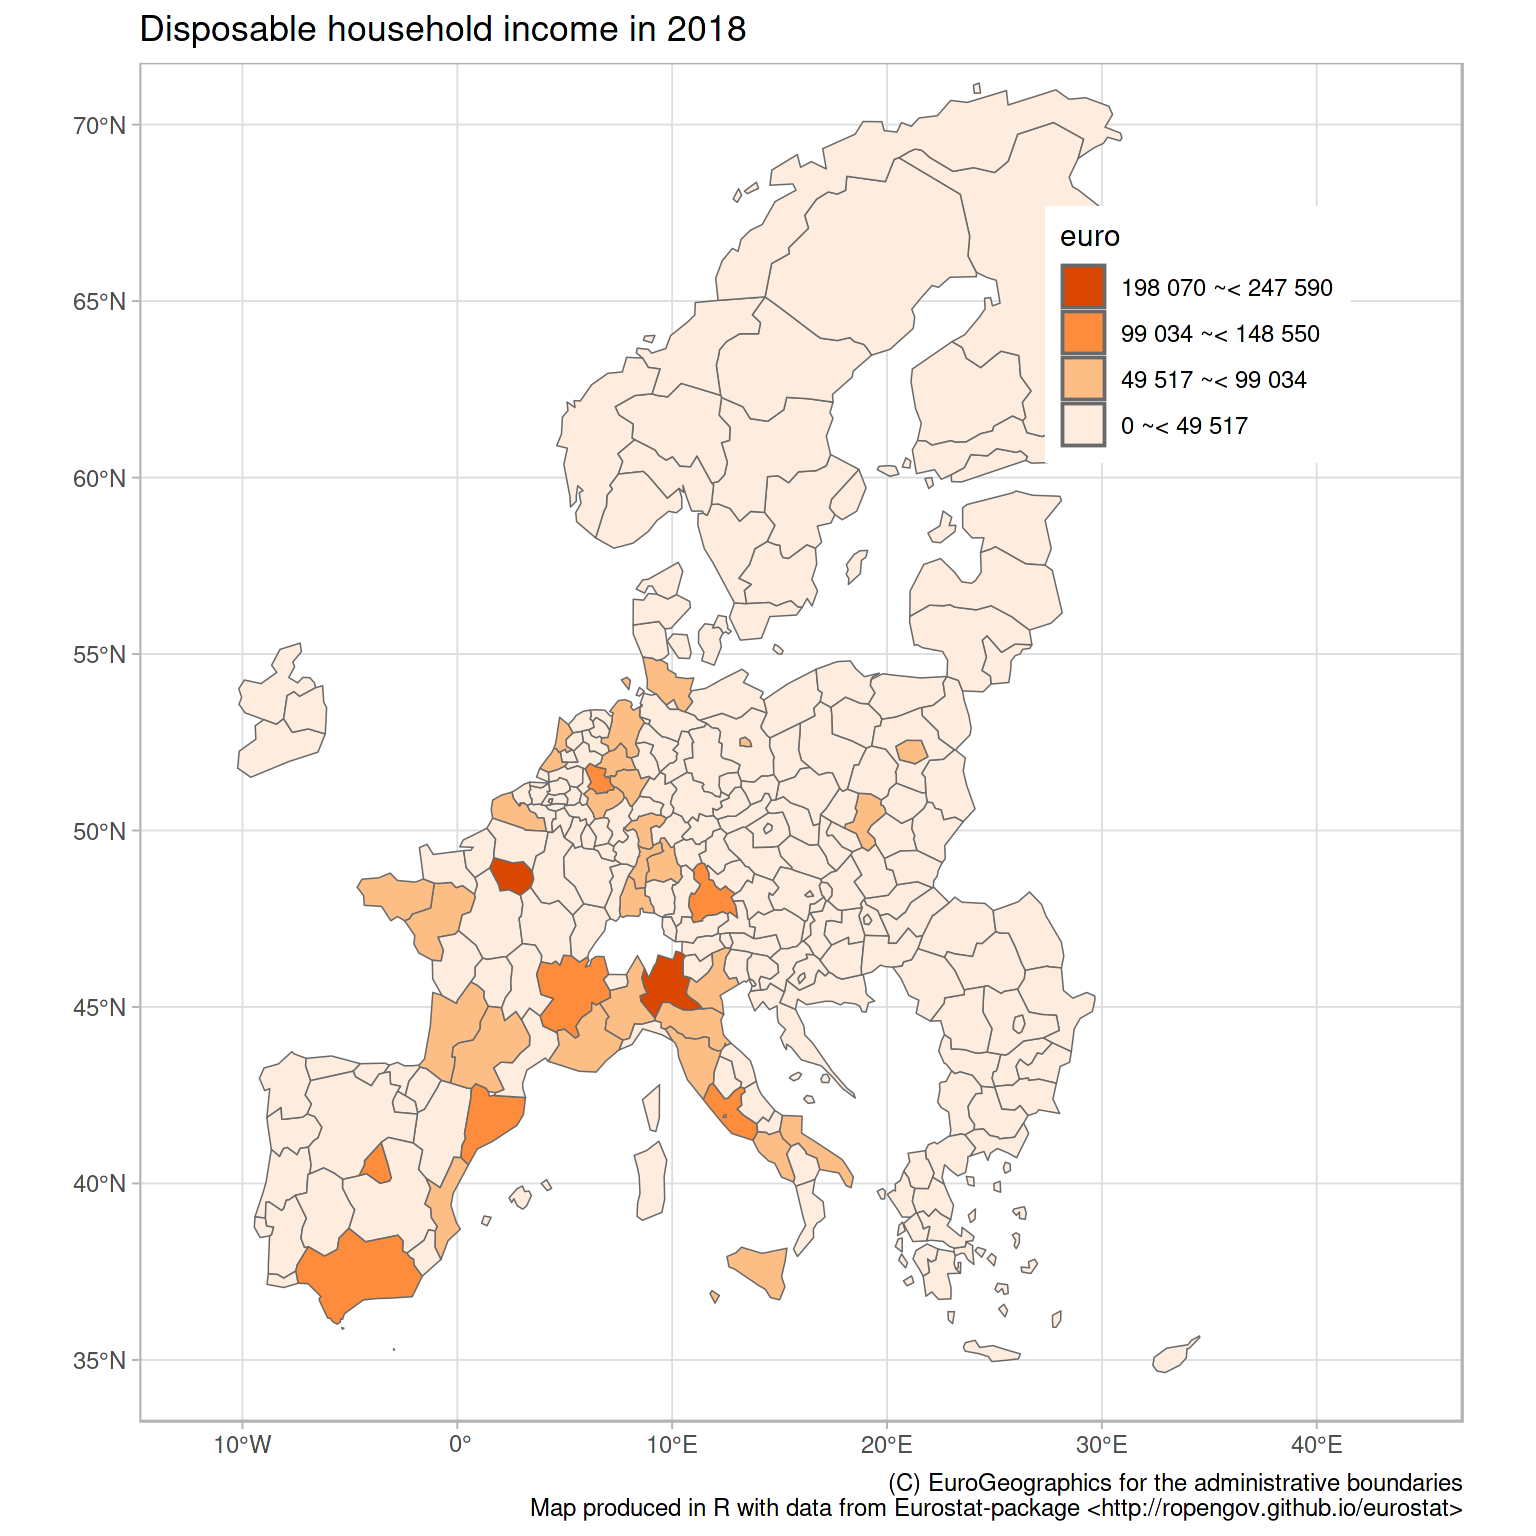 Disposable household income in 2018
70°N
65°N
60°N
55°N
50°N
45°N
40°N
35°N
10°W
0°
10°E
20°E
30°E
40°E
euro
198 070 ~< 247 590
99 034 ~< 148 550
49 517 ~< 99 034
0 ~< 49 517
(C) EuroGeographics for the administrative boundaries
Map produced in R with data from Eurostat-package <http://ropengov.github.io/eurostat>